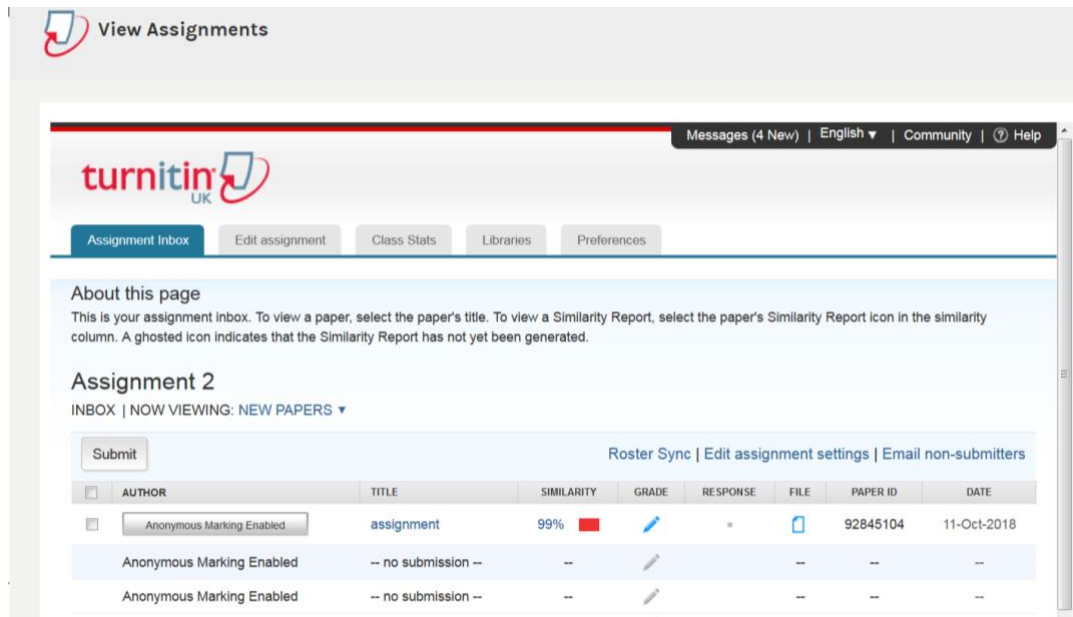 View Assignments
Messages (4 New) | English ▾ | Community | ? Help
turnitin
UK
Assignment Inbox Edit assignment Class Stats Libraries Preferences
About this page
This is your assignment inbox. To view a paper, select the paper's title. To view a Similarity Report, select the paper's Similarity Report icon in the similarity
column. A ghosted icon indicates that the Similarity Report has not yet been generated.
Assignment 2
INBOX | NOW VIEWING: NEW PAPERS ▼
Submit Roster Sync | Edit assignment settings | Email non-submitters
AUTHOR TITLE SIMILARITY GRADE RESPONSE FILE PAPER ID DATE
Anonymous Marking Enabled assignment 99% 92845104 11-Oct-2018
Anonymous Marking Enabled -- no submission -- -- -- -- --
Anonymous Marking Enabled -- no submission -- -- -- -- --